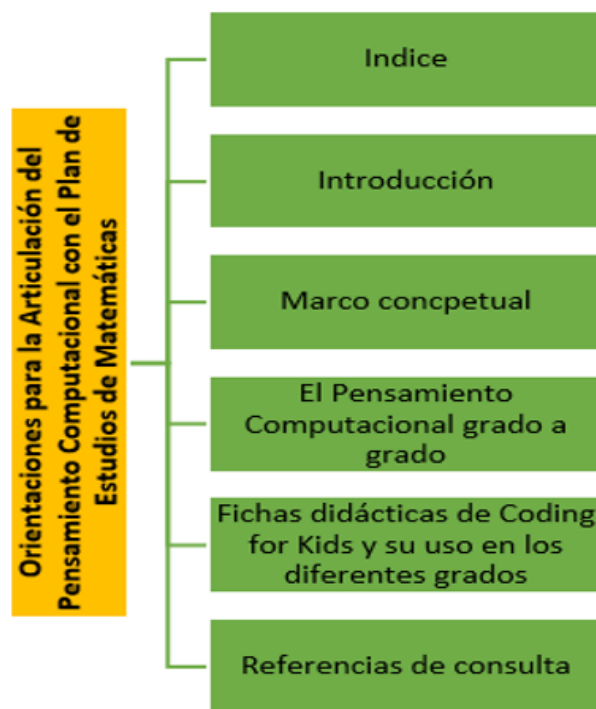 Orientaciones para la Articulación del
Pensamiento Computacional con el Plan de
Estudios de Matemáticas
Indice
Introducción
Marco concpetual
El Pensamiento
Computacional grado a
grado
Fichas didácticas de Coding
for Kids y su uso en los
diferentes grados
Referencias de consulta